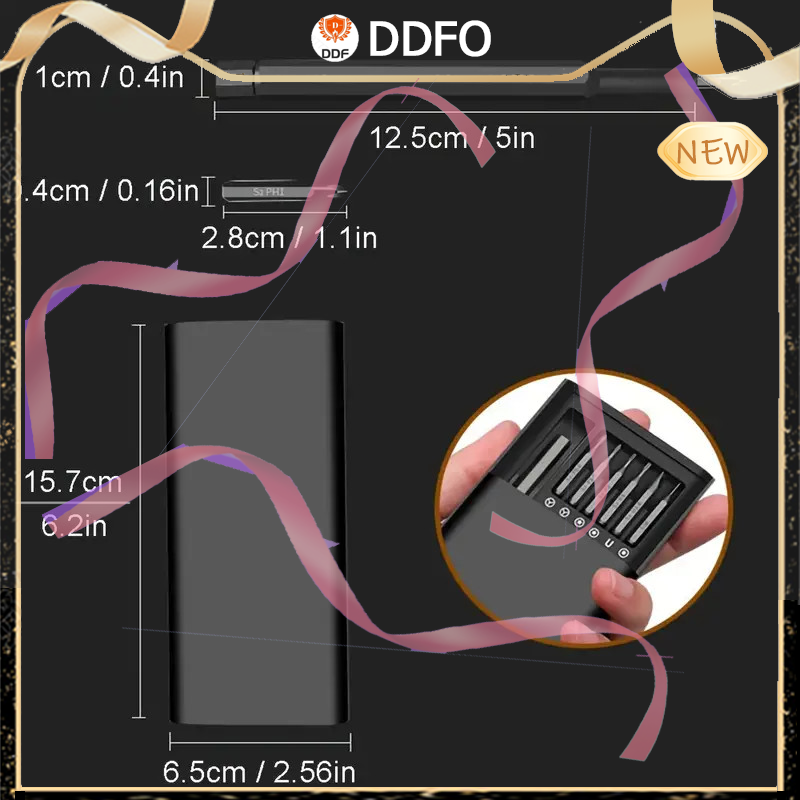 DDF
DDFO
1cm / 0.4in
12.5cm / 5in
NEW
.4cm / 0.16in
S2 PH1
2.8cm / 1.1in
15.7cm
6.2in
U
6.5cm / 2.56in